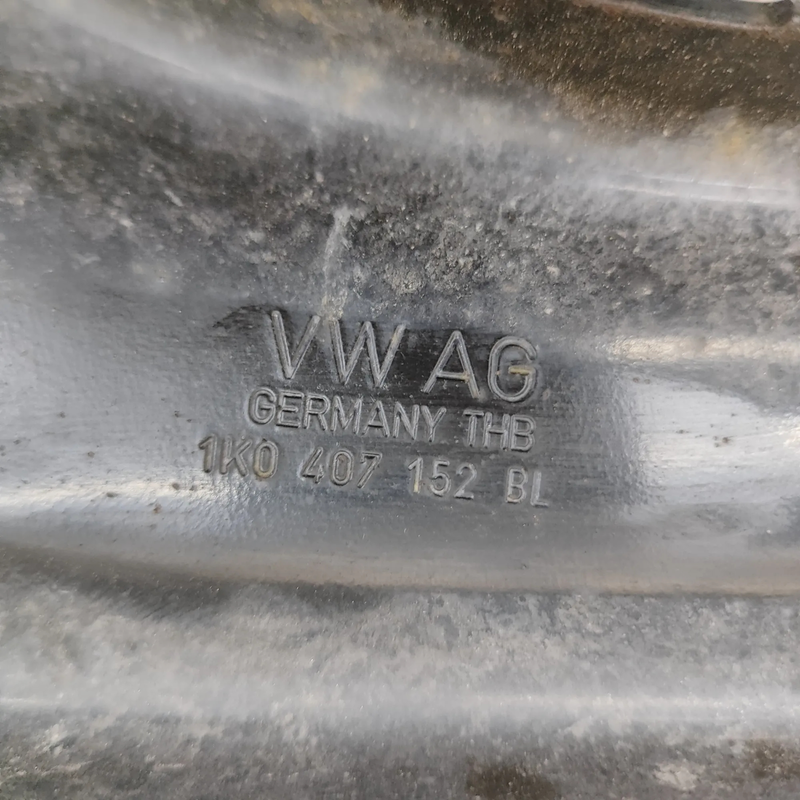 VW AG
GERMANY THB
1K0 407 152 BL